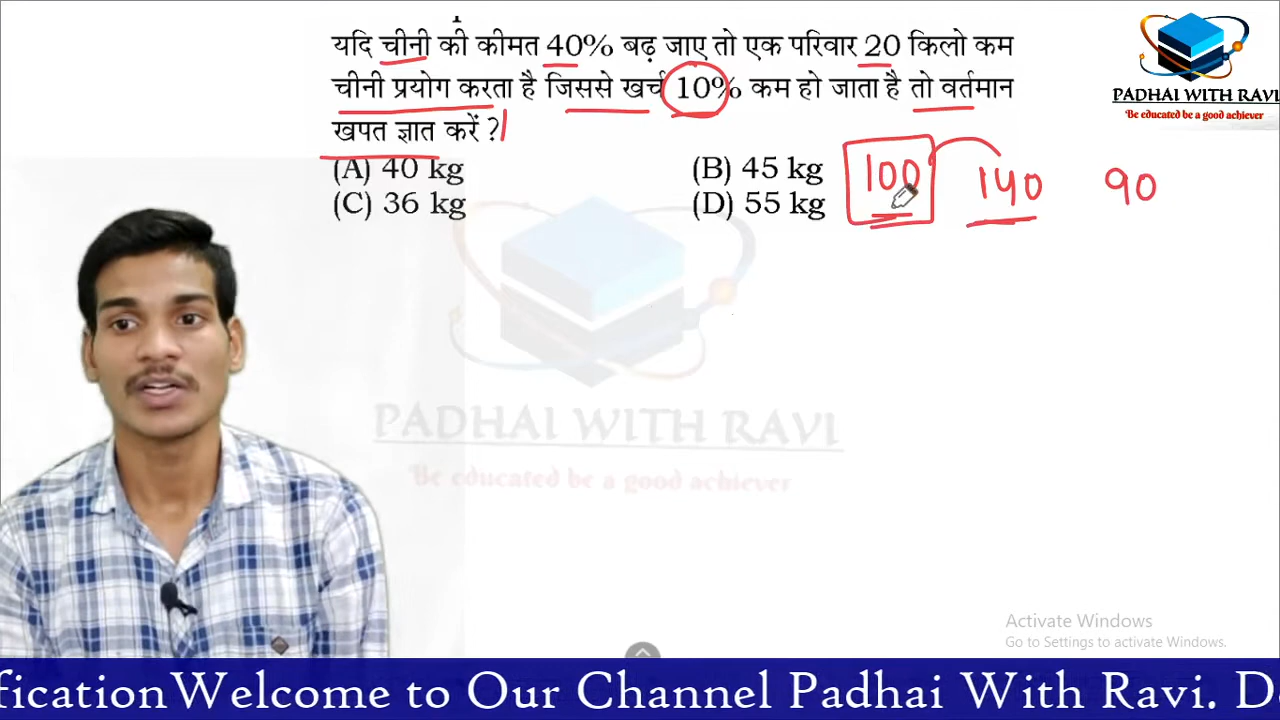 यदि चीनी की कीमत 40% बढ़ जाए तो एक परिवार 20 किलो कम
चीनी प्रयोग करता है जिससे खर्च 10% कम हो जाता है तो वर्तमान
खपत ज्ञात करें ?
(A) 40 kg (B) 45 kg
(C) 36 kg (D) 55 kg
100 140 90
PADHAI WITH RAVI
Be educated be a good achiever
PADHAI WITH RAVI
Be educated be a good achiever
Activate Windows
Go to Settings to activate Windows.
fication Welcome to Our Channel Padhai With Ravi. D